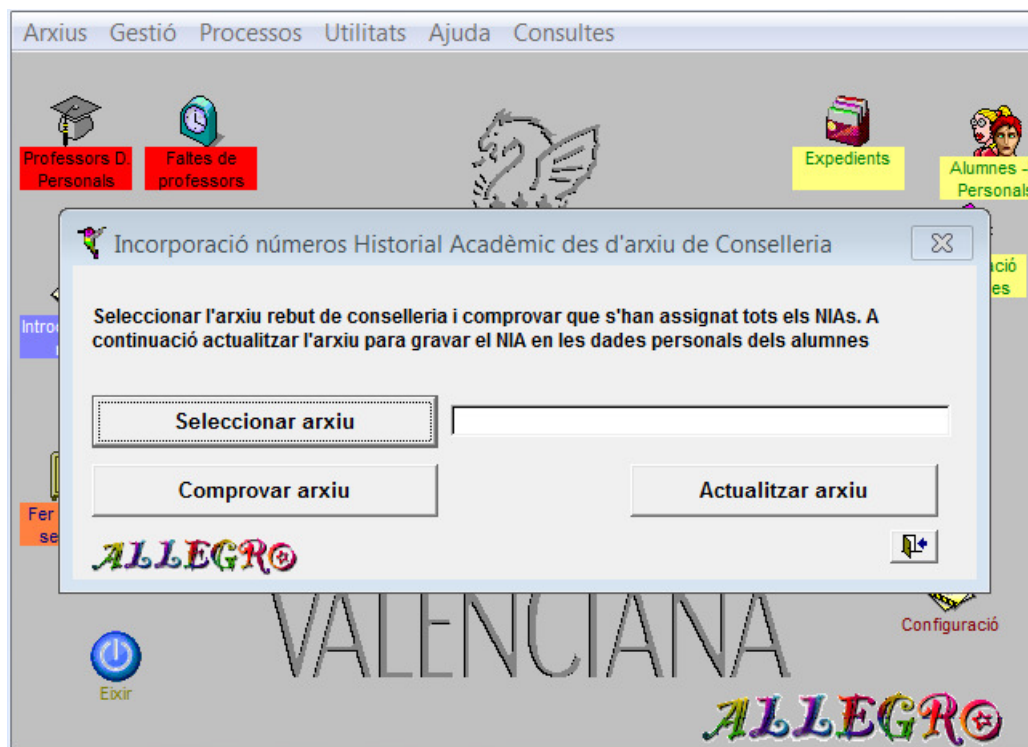 Arxius Gestió Processos Utilitats Ajuda Consultes
Professors D.
Personals
Faltes de
professors
Expedients
Alumnes -
Personals
Incorporació números Historial Acadèmic des d'arxiu de Conselleria
Seleccionar l'arxiu rebut de conselleria i comprovar que s'han assignat tots els NIAs. A
continuació actualitzar l'arxiu para gravar el NIA en les dades personals dels alumnes
Seleccionar arxiu
Comprovar arxiu
Actualitzar arxiu
ALLEGRO
Fer
VALENCIANA
Configuració
Eixir
ALLEGRO